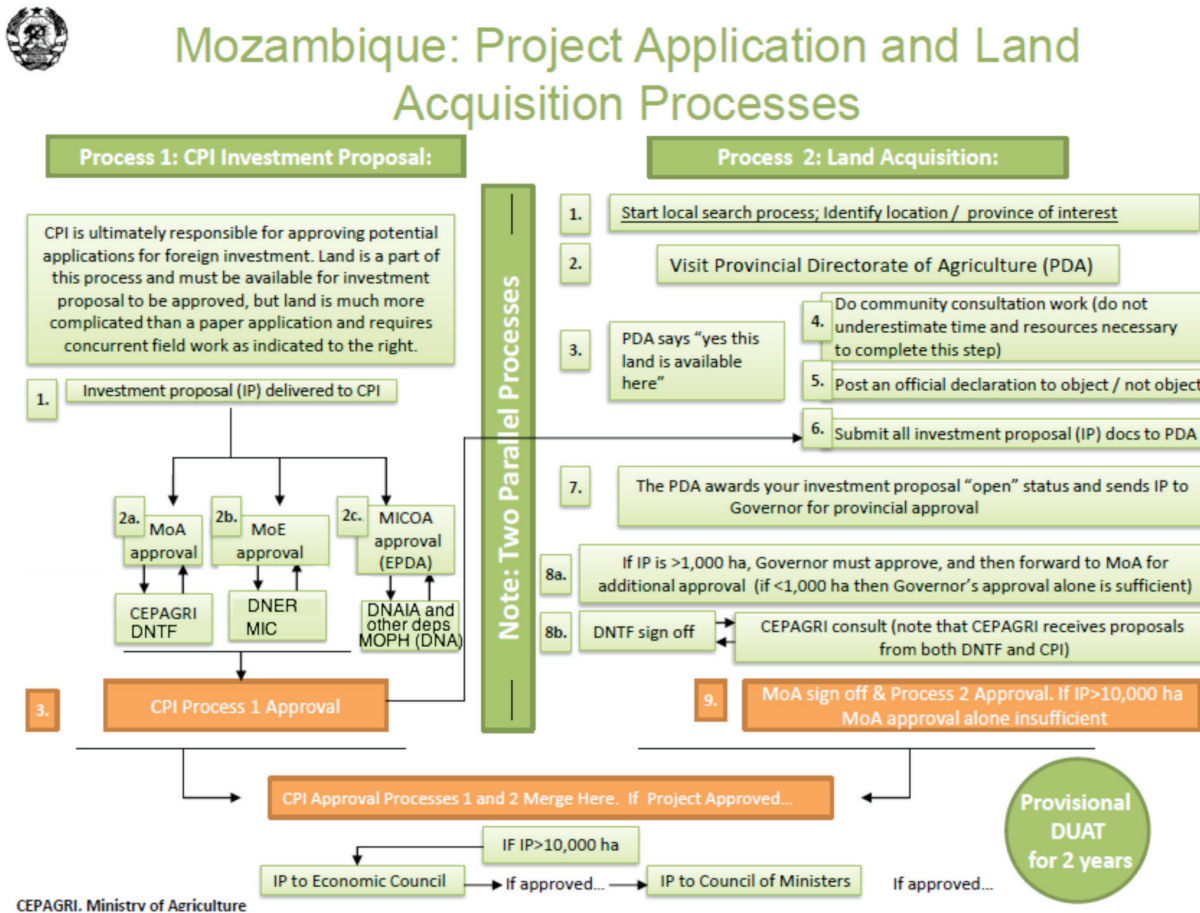 Mozambique: Project Application and Land
Acquisition Processes
Process 1: CPI Investment Proposal:
CPI is ultimately responsible for approving potential
applications for foreign investment. Land is a part of
this process and must be available for investment
proposal to be approved, but land is much more
complicated than a paper application and requires
concurrent field work as indicated to the right.
1.
Investment proposal (IP) delivered to CPI
2a.
MoA
approval
2b.
MoE
approval
2c.
MICOA
approval
(EPDA)
CEPAGRI
DNTF
DNER
MIC
DNAIA and
other deps
MOPH (DNA)
3.
CPI Process 1 Approval
Note: Two Parallel Processes
Process 2: Land Acquisition:
1.
Start local search process; Identify location / province of interest
2.
Visit Provincial Directorate of Agriculture (PDA)
3.
PDA says “yes this
land is available
here”
4.
Do community consultation work (do not
underestimate time and resources necessary
to complete this step)
5.
Post an official declaration to object / not object
6.
Submit all investment proposal (IP) docs to PDA
7.
The PDA awards your investment proposal “open” status and sends IP to
Governor for provincial approval
8a.
If IP is >1,000 ha, Governor must approve, and then forward to MoA for
additional approval (if <1,000 ha then Governor’s approval alone is sufficient)
8b.
DNTF sign off
CEPAGRI consult (note that CEPAGRI receives proposals
from both DNTF and CPI)
9.
MoA sign off & Process 2 Approval. If IP>10,000 ha
MoA approval alone insufficient
CPI Approval Processes 1 and 2 Merge Here. If Project Approved...
IF IP>10,000 ha
IP to Economic Council
If approved...
IP to Council of Ministers
If approved...
Provisional
DUAT
for 2 years
CEPAGRI, Ministry of Agriculture